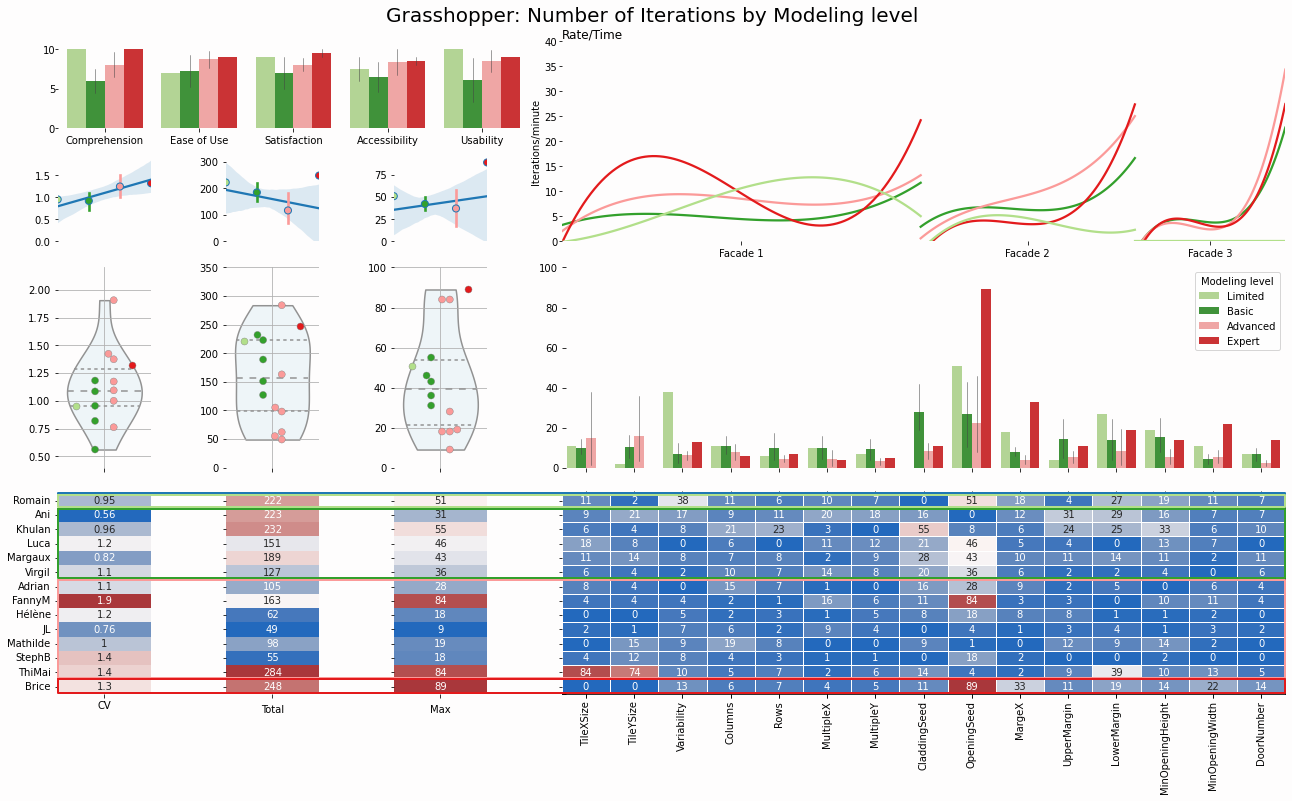 Grasshopper: Number of Iterations by Modeling level
10
5
0
Comprehension
Ease of Use
Satisfaction
Accessibility
Usability
Rate/Time
Iterations/minute
40
35
30
25
20
15
10
5
0
Facade 1
Facade 2
Facade 3
1.5
1.0
0.5
0.0
300
200
100
0
75
50
25
0
2.00
1.75
1.50
1.25
1.00
0.75
0.50
350
300
250
200
150
100
50
0
100
80
60
40
20
0
100
80
60
40
20
0
Modeling level
Limited
Basic
Advanced
Expert
Romain 0.95 222 51 11 2 38 11 6 10 7 0 51 18 4 27 19 11 7
Ani 0.56 223 31 9 21 17 9 11 20 18 16 0 12 31 29 16 7 7
Khulan 0.96 232 55 6 4 8 21 23 3 0 55 8 6 24 25 33 6 10
Luca 1.2 151 46 18 8 0 6 0 11 12 21 46 5 4 0 13 7 0
Margaux 0.82 189 43 11 14 8 7 8 2 9 28 43 10 11 14 11 2 11
Virgil 1.1 127 36 6 4 2 10 7 14 8 20 36 6 2 2 4 0 6
Adrian 1.1 105 28 8 4 0 15 7 1 0 16 28 9 2 5 0 6 4
FannyM 1.9 163 84 4 4 4 2 1 16 6 11 84 3 3 0 10 11 4
Hélène 1.2 62 18 0 0 5 2 3 1 5 8 18 8 8 1 1 2 0
JL 0.76 49 9 2 1 7 6 2 9 4 0 4 1 3 4 1 3 2
Mathilde 1 98 19 0 15 9 19 8 0 0 9 1 0 12 9 14 2 0
StephB 1.4 55 18 4 12 8 4 3 1 1 0 18 2 0 0 2 0 0
ThiMai 1.4 284 84 84 74 10 5 7 2 6 14 4 2 9 39 10 13 5
Brice 1.3 248 89 0 0 13 6 7 4 5 11 89 33 11 19 14 22 14
CV
Total
Max
TileXSize
TileYSize
Variability
Columns
Rows
MultipleX
MultipleY
CladdingSeed
OpeningSeed
MargeX
UpperMargin
LowerMargin
MinOpeningHeight
MinOpeningWidth
DoorNumber